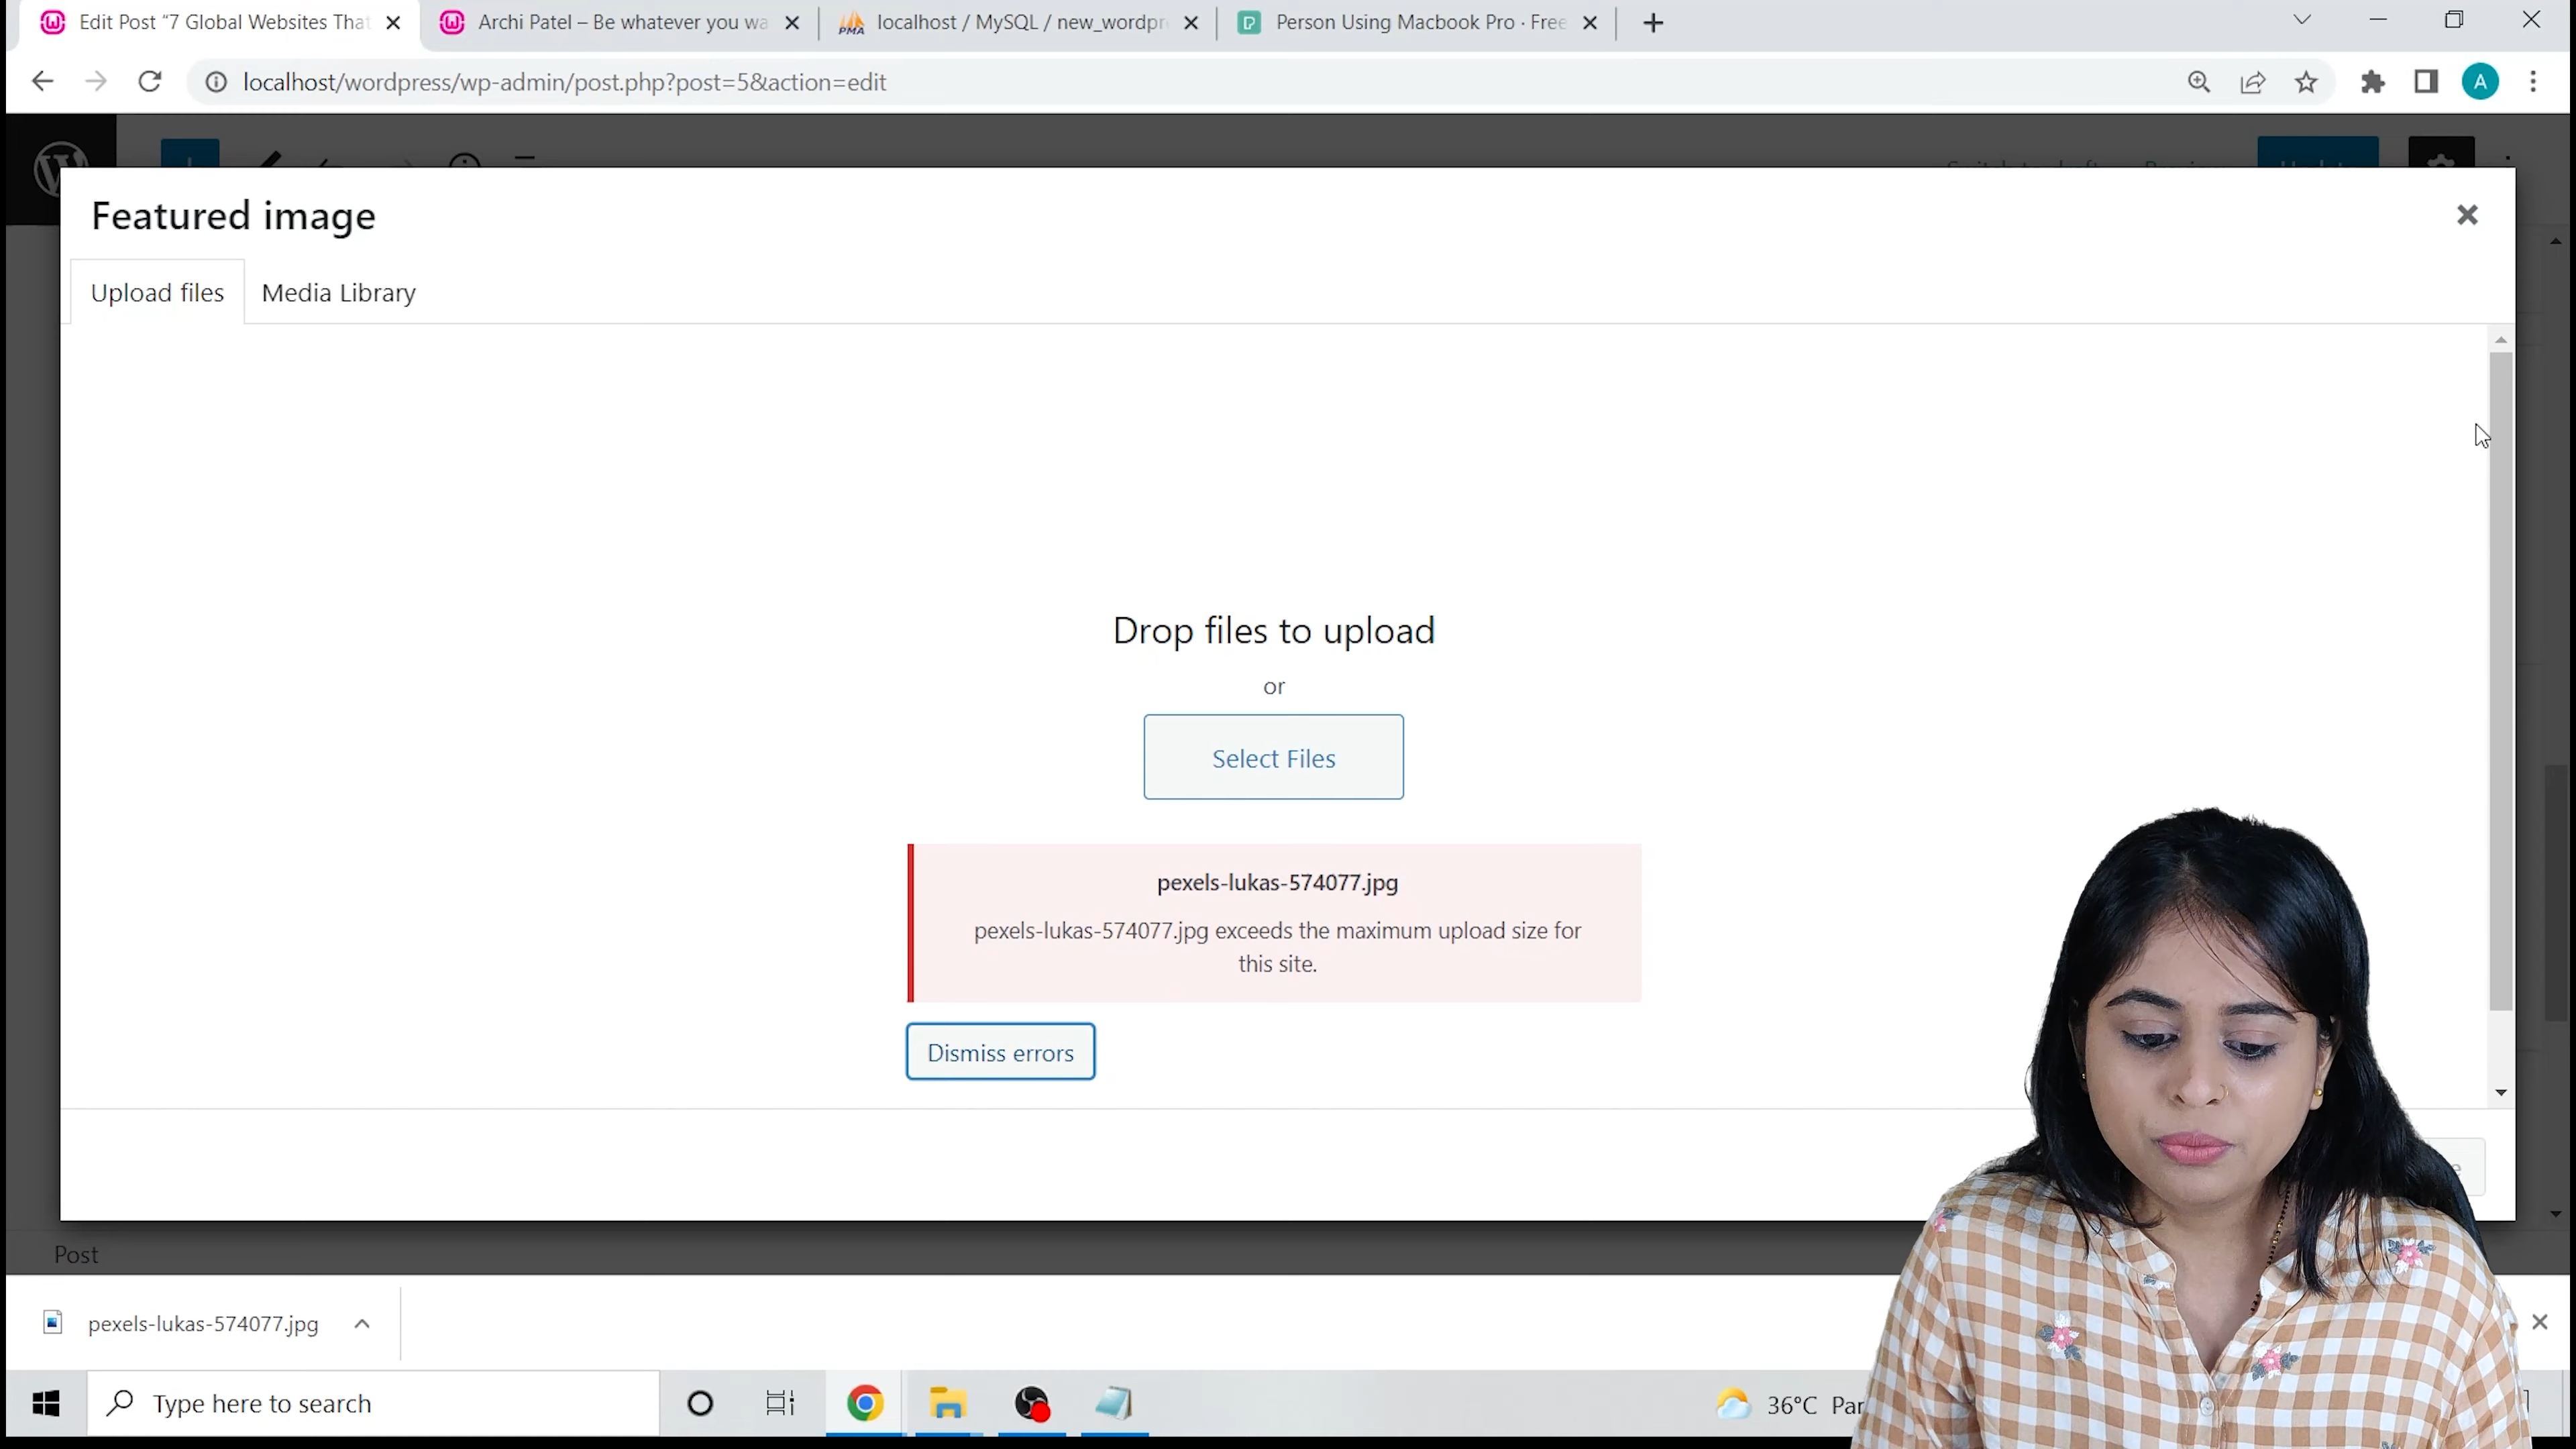 Edit Post “7 Global Websites That
Archi Patel – Be whatever you wa
localhost / MySQL / new_wordpr
Person Using Macbook Pro · Free
localhost/wordpress/wp-admin/post.php?post=5&action=edit
A
Featured image
Upload files
Media Library
Drop files to upload
or
Select Files
pexels-lukas-574077.jpg
pexels-lukas-574077.jpg exceeds the maximum upload size for
this site.
Dismiss errors
Post
pexels-lukas-574077.jpg
Type here to search
36°C Par